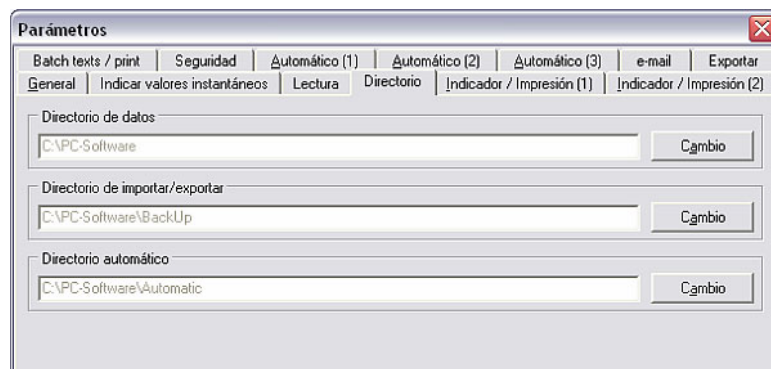 Parámetros
Batch texts / print Seguridad Automático (1) Automático (2) Automático (3) e-mail Exportar
General Indicar valores instantáneos Lectura Directorio Indicador / Impresión (1) Indicador / Impresión (2)
Directorio de datos
C:\PC-Software Cambio
Directorio de importar/exportar
C:\PC-Software\BackUp Cambio
Directorio automático
C:\PC-Software\Automatic Cambio